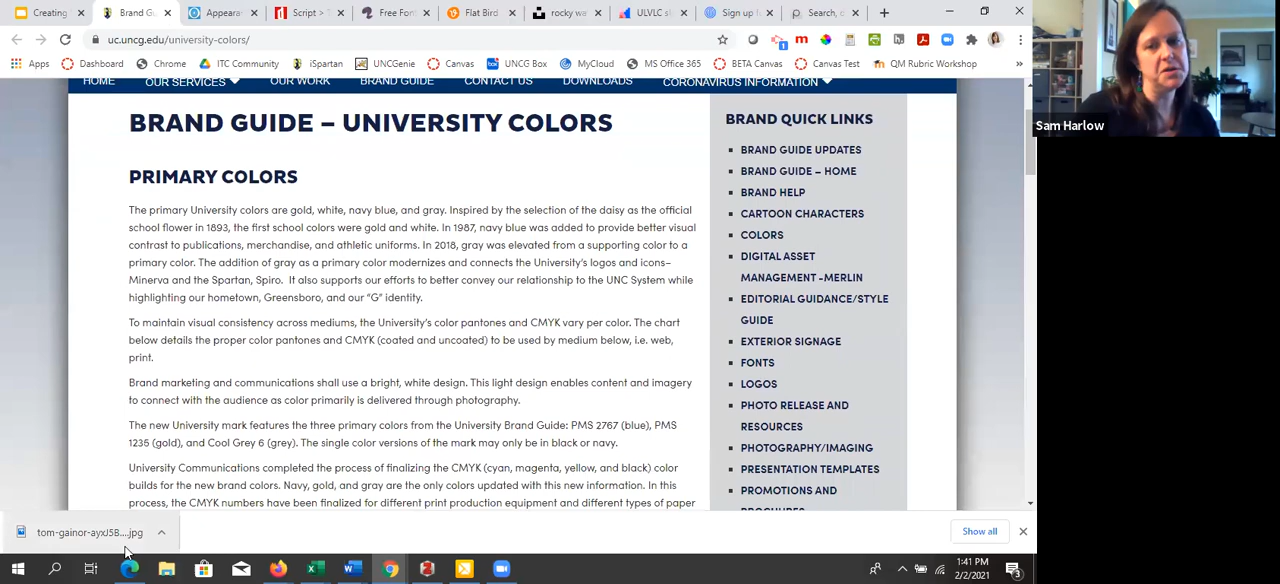 Creating
Brand Gu
Appeara
Script > T
Free Font
Flat Bird
rocky wa
ULVLC sl
Sign up f
Search, o
uc.uncg.edu/university-colors/
Apps
Dashboard
Chrome
ITC Community
iSpartan
UNCGenie
Canvas
UNCG Box
MyCloud
MS Office 365
BETA Canvas
Canvas Test
QM Rubric Workshop
HOME
OUR SERVICES
OUR WORK
BRAND GUIDE
CONTACT US
DOWNLOADS
CORONAVIRUS INFORMATION
BRAND GUIDE – UNIVERSITY COLORS
PRIMARY COLORS
The primary University colors are gold, white, navy blue, and gray. Inspired by the selection of the daisy as the official
school flower in 1893, the first school colors were gold and white. In 1987, navy blue was added to provide better visual
contrast to publications, merchandise, and athletic uniforms. In 2018, gray was elevated from a supporting color to a
primary color. The addition of gray as a primary color modernizes and connects the University's logos and icons–
Minerva and the Spartan, Spiro. It also supports our efforts to better convey our relationship to the UNC System while
highlighting our hometown, Greensboro, and our "G" identity.
To maintain visual consistency across mediums, the University's color pantones and CMYK vary per color. The chart
below details the proper color pantones and CMYK (coated and uncoated) to be used by medium below, i.e. web,
print.
Brand marketing and communications shall use a bright, white design. This light design enables content and imagery
to connect with the audience as color primarily is delivered through photography.
The new University mark features the three primary colors from the University Brand Guide: PMS 2767 (blue), PMS
1235 (gold), and Cool Grey 6 (grey). The single color versions of the mark may only be in black or navy.
University Communications completed the process of finalizing the CMYK (cyan, magenta, yellow, and black) color
builds for the new brand colors. Navy, gold, and gray are the only colors updated with this new information. In this
process, the CMYK numbers have been finalized for different print production equipment and different types of paper
BRAND QUICK LINKS
BRAND GUIDE UPDATES
BRAND GUIDE – HOME
BRAND HELP
CARTOON CHARACTERS
COLORS
DIGITAL ASSET
MANAGEMENT -MERLIN
EDITORIAL GUIDANCE/STYLE
GUIDE
EXTERIOR SIGNAGE
FONTS
LOGOS
PHOTO RELEASE AND
RESOURCES
PHOTOGRAPHY/IMAGING
PRESENTATION TEMPLATES
PROMOTIONS AND
BROCHURES
Sam Harlow
tom-gainor-ayxJ5B....jpg
Show all
1:41 PM
2/2/2021